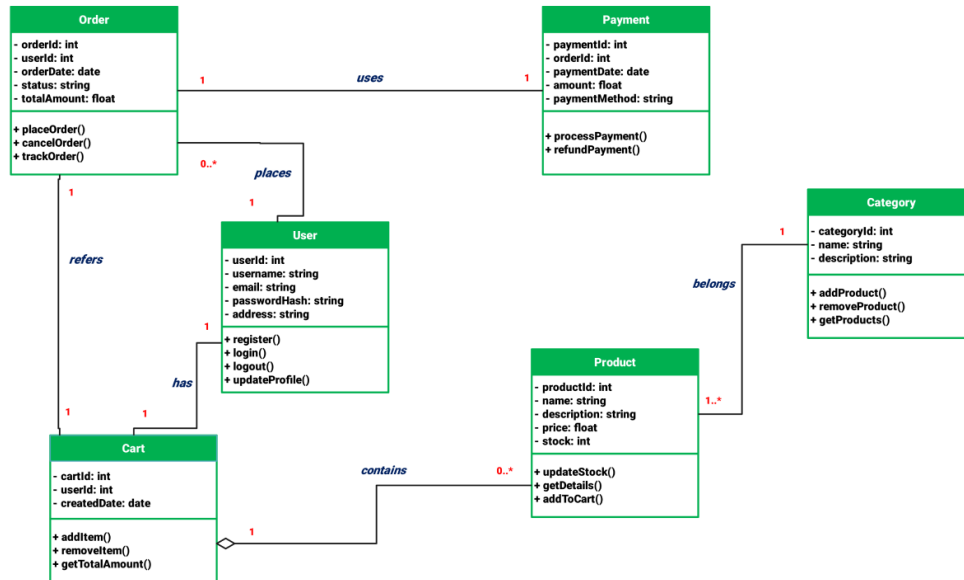 Order
- orderId: int
- userId: int
- orderDate: date
- status: string
- totalAmount: float
+ placeOrder()
+ cancelOrder()
+ trackOrder()
Payment
- paymentId: int
- orderId: int
- paymentDate: date
- amount: float
- paymentMethod: string
+ processPayment()
+ refundPayment()
1
uses
1
0..*
places
1
1
refers
1
User
- userId: int
- username: string
- email: string
- passwordHash: string
- address: string
+ register()
+ login()
+ logout()
+ updateProfile()
Category
- categoryId: int
- name: string
- description: string
+ addProduct()
+ removeProduct()
+ getProducts()
1
belongs
1..*
1
has
1
Product
- productId: int
- name: string
- description: string
- price: float
- stock: int
+ updateStock()
+ getDetails()
+ addToCart()
Cart
- cartId: int
- userId: int
- createdDate: date
+ addItem()
+ removeItem()
+ getTotalAmount()
contains
0..*
1